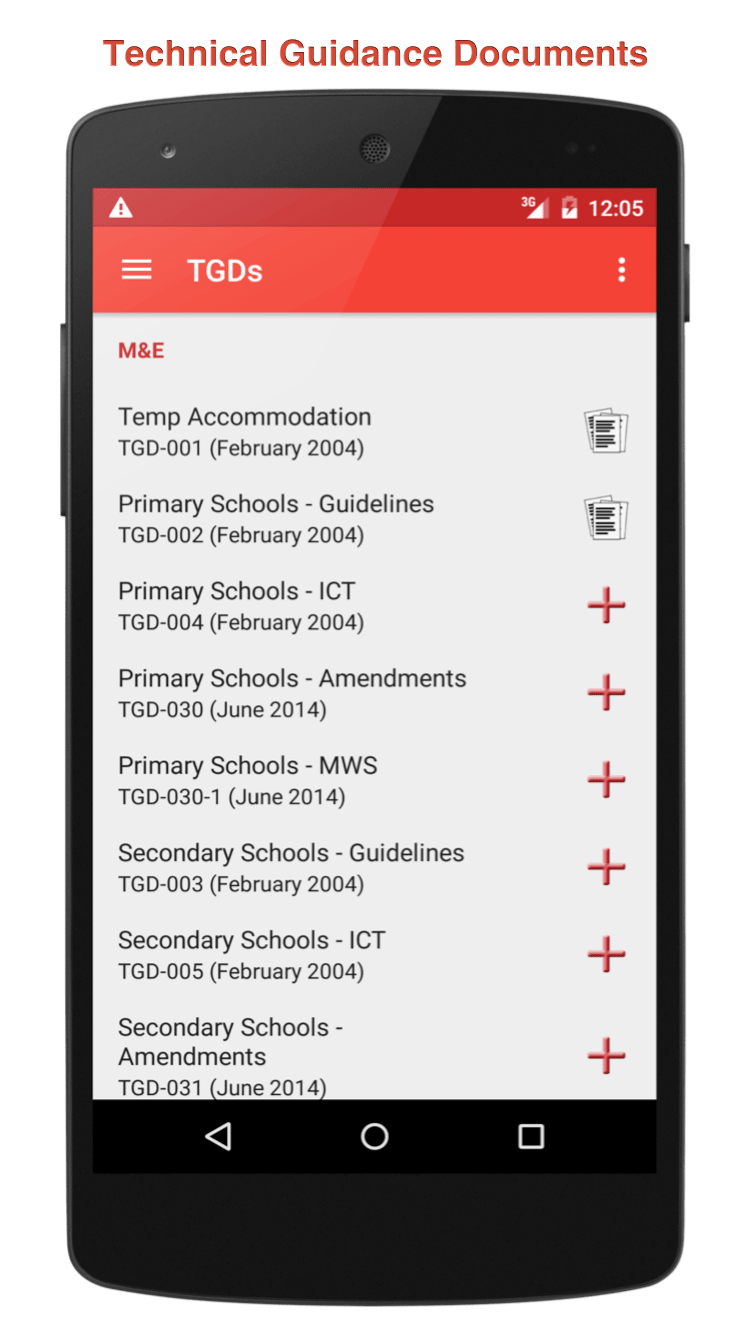 Technical Guidance Documents
3G 12:05
TGDs
M&E
Temp Accommodation
TGD-001 (February 2004)
Primary Schools - Guidelines
TGD-002 (February 2004)
Primary Schools - ICT
TGD-004 (February 2004)
Primary Schools - Amendments
TGD-030 (June 2014)
Primary Schools - MWS
TGD-030-1 (June 2014)
Secondary Schools - Guidelines
TGD-003 (February 2004)
Secondary Schools - ICT
TGD-005 (February 2004)
Secondary Schools -
Amendments
TGD-031 (June 2014)